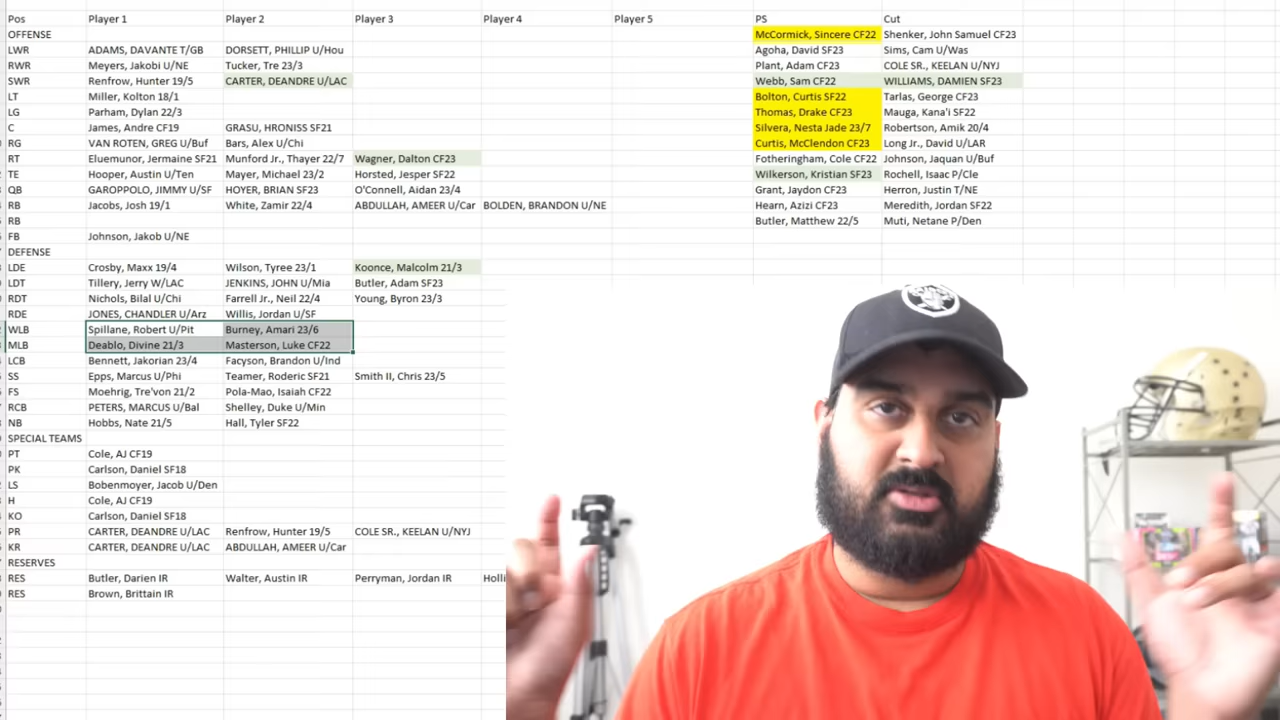 Pos Player 1 Player 2 Player 3 Player 4 Player 5 PS Cut
OFFENSE McCormick, Sincere CF22 Shenker, John Samuel CF23
LWR ADAMS, DAVANTE T/GB DORSETT, PHILLIP U/Hou Agoha, David SF23 Sims, Cam U/Was
RWR Meyers, Jakobi U/NE Tucker, Tre 23/3 Plant, Adam CF23 COLE SR., KEELAN U/NYJ
SWR Renfrow, Hunter 19/5 CARTER, DEANDRE U/LAC Webb, Sam CF22 WILLIAMS, DAMIEN SF23
LT Miller, Kolton 18/1 Bolton, Curtis SF22 Tarlas, George CF23
LG Parham, Dylan 22/3 Thomas, Drake CF23 Mauga, Kana'i SF22
C James, Andre CF19 GRASU, HRONISS SF21 Silvera, Nesta Jade 23/7 Robertson, Amik 20/4
RG VAN ROTEN, GREG U/Buf Bars, Alex U/Chi Curtis, McClendon CF23 Long Jr., David U/LAR
RT Eluemunor, Jermaine SF21 Munford Jr., Thayer 22/7 Wagner, Dalton CF23 Fotheringham, Cole CF22 Johnson, Jaquan U/Buf
TE Hooper, Austin U/Ten Mayer, Michael 23/2 Horsted, Jesper SF22 Wilkerson, Kristian SF23 Rochell, Isaac P/Cle
QB GAROPPOLO, JIMMY U/SF HOYER, BRIAN SF23 O'Connell, Aidan 23/4 Grant, Jaydon CF23 Herron, Justin T/NE
RB Jacobs, Josh 19/1 White, Zamir 22/4 ABDULLAH, AMEER U/Car BOLDEN, BRANDON U/NE Hearn, Azizi CF23 Meredith, Jordan SF22
RB Butler, Matthew 22/5 Muti, Netane P/Den
FB Johnson, Jakob U/NE
DEFENSE
LDE Crosby, Maxx 19/4 Wilson, Tyree 23/1 Koonce, Malcolm 21/3
LDT Tillery, Jerry W/LAC JENKINS, JOHN U/Mia Butler, Adam SF23
RDT Nichols, Bilal U/Chi Farrell Jr., Neil 22/4 Young, Byron 23/3
RDE JONES, CHANDLER U/Arz Willis, Jordan U/SF
WLB Spillane, Robert U/Pit Burney, Amari 23/6
MLB Deablo, Divine 21/3 Masterson, Luke CF22
LCB Bennett, Jakorian 23/4 Facyson, Brandon U/Ind
SS Epps, Marcus U/Phi Teamer, Roderic SF21 Smith II, Chris 23/5
FS Moehrig, Tre'von 21/2 Pola-Mao, Isaiah CF22
RCB PETERS, MARCUS U/Bal Shelley, Duke U/Min
NB Hobbs, Nate 21/5 Hall, Tyler SF22
SPECIAL TEAMS
PT Cole, AJ CF19
PK Carlson, Daniel SF18
LS Bobenmoyer, Jacob U/Den
H Cole, AJ CF19
KO Carlson, Daniel SF18
PR CARTER, DEANDRE U/LAC Renfrow, Hunter 19/5 COLE SR., KEELAN U/NYJ
KR CARTER, DEANDRE U/LAC ABDULLAH, AMEER U/Car
RESERVES
RES Butler, Darien IR Walter, Austin IR Perryman, Jordan IR Holli
RES Brown, Brittain IR